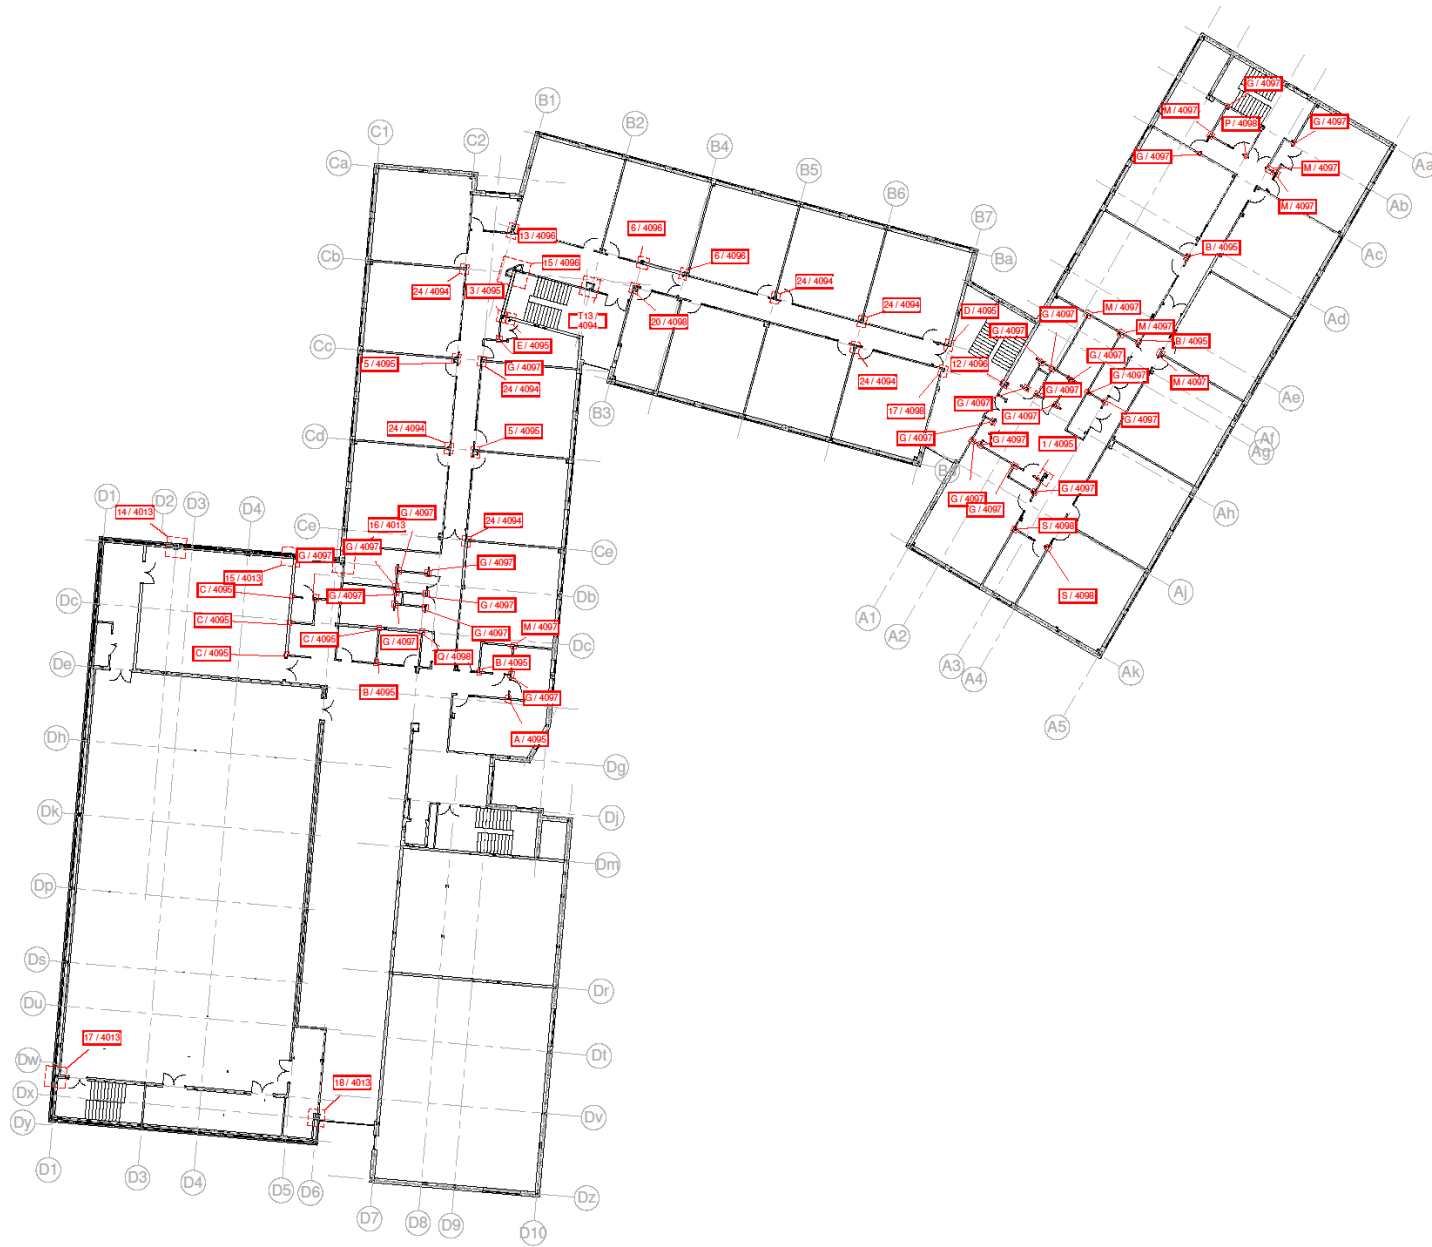 B1
B2
C1
C2
B4
Ca
B5
B6
B7
Ba
Cb
Cc
Cd
Ce
B3
Ba
Aa
Ab
Ac
Ad
Ae
Af
Ag
Ah
Aj
Ak
A1
A2
A3
A4
A5
G / 4097
M / 4097
P / 4098
G / 4097
G / 4097
M / 4097
M / 4097
B / 4095
6 / 4096
13 / 4096
15 / 4096
6 / 4096
3 / 4095
24 / 4094
24 / 4094
24 / 4094
T13 /
4094
20 / 4098
E / 4095
G / 4097
24 / 4094
5 / 4095
24 / 4094
17 / 4098
D / 4095
G / 4097
G / 4097
M / 4097
M / 4097
B / 4095
12 / 4096
G / 4097
G / 4097
M / 4097
G / 4097
G / 4097
G / 4097
G / 4097
G / 4097
1 / 4095
G / 4097
G / 4097
G / 4097
S / 4098
S / 4098
24 / 4094
5 / 4095
D1
D2
D3
D4
14 / 4013
G / 4097
16 / 4013
24 / 4094
Ce
G / 4097
G / 4097
15 / 4013
G / 4097
C / 4095
G / 4097
G / 4097
Db
Dc
C / 4095
C / 4095
G / 4097
G / 4097
M / 4097
Dc
C / 4095
Q / 4098
B / 4095
De
B / 4095
G / 4097
A / 4095
Dh
Dg
Dk
Dj
Dm
Dp
Ds
Dr
Du
17 / 4013
Dw
Dt
18 / 4013
Dx
Dv
Dy
D1
D3
D4
D5
D6
D7
D8
D9
D10
Dz